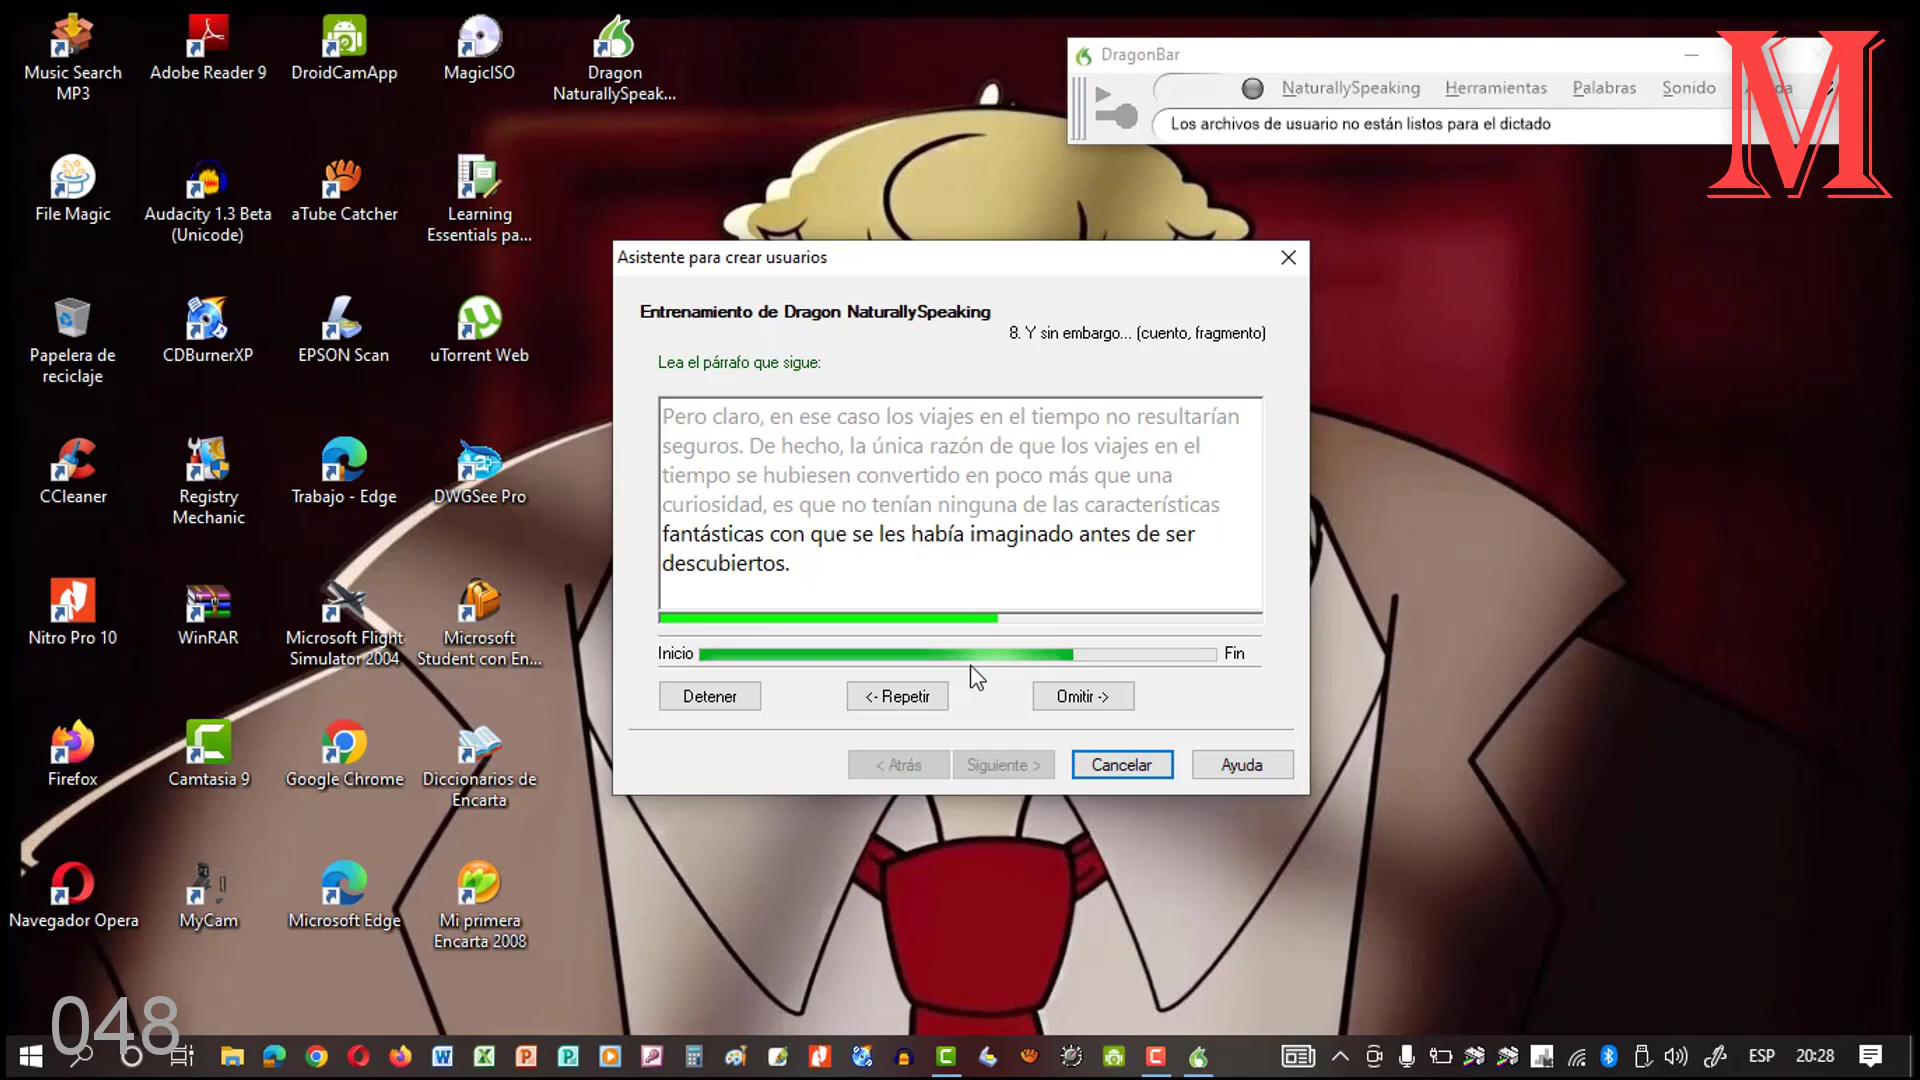 Music Search
MP3
Adobe Reader 9
DroidCamApp
MagicISO
Dragon
NaturallySpeak...
File Magic
Audacity 1.3 Beta
(Unicode)
aTube Catcher
Learning
Essentials pa...
Papelera de
reciclaje
CDBurnerXP
EPSON Scan
uTorrent Web
CCleaner
Registry
Mechanic
Trabajo - Edge
DWGSee Pro
Nitro Pro 10
WinRAR
Microsoft Flight
Simulator 2004
Microsoft
Student con En...
Firefox
Camtasia 9
Google Chrome
Diccionarios de
Encarta
Navegador Opera
MyCam
Microsoft Edge
Mi primera
Encarta 2008
DragonBar
NaturallySpeaking Herramientas Palabras Sonido
Los archivos de usuario no están listos para el dictado
M
Asistente para crear usuarios
Entrenamiento de Dragon NaturallySpeaking
8. Y sin embargo... (cuento, fragmento)
Lea el párrafo que sigue:
Pero claro, en ese caso los viajes en el tiempo no resultarían
seguros. De hecho, la única razón de que los viajes en el
tiempo se hubiesen convertido en poco más que una
curiosidad, es que no tenían ninguna de las características
fantásticas con que se les había imaginado antes de ser
descubiertos.
Inicio Fin
Detener <- Repetir Omitir ->
< Atrás Siguiente > Cancelar Ayuda
048
ESP 20:28